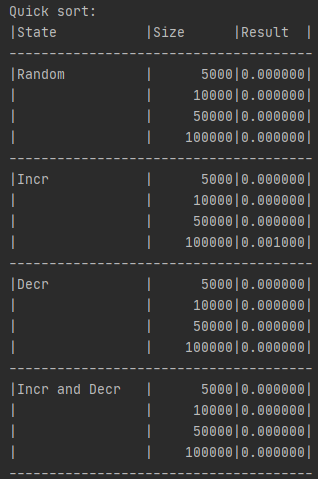 Quick sort:
|State            |Size      |Result  |
--------------------------------------
|Random           |      5000|0.000000|
|                 |     10000|0.000000|
|                 |     50000|0.000000|
|                 |    100000|0.000000|
--------------------------------------
|Incr             |      5000|0.000000|
|                 |     10000|0.000000|
|                 |     50000|0.000000|
|                 |    100000|0.001000|
--------------------------------------
|Decr             |      5000|0.000000|
|                 |     10000|0.000000|
|                 |     50000|0.000000|
|                 |    100000|0.000000|
--------------------------------------
|Incr and Decr    |      5000|0.000000|
|                 |     10000|0.000000|
|                 |     50000|0.000000|
|                 |    100000|0.000000|
--------------------------------------